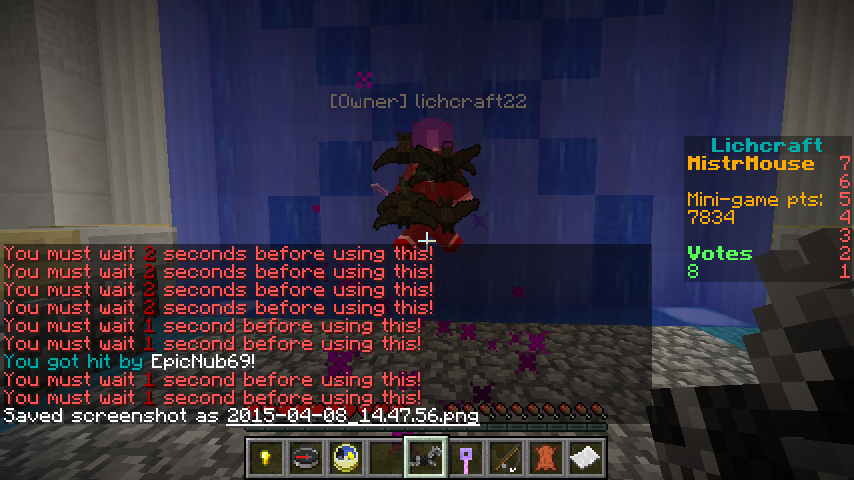 [Owner] lichcraft22
Lichcraft
MistrMouse 7
6
Mini-game pts: 5
7834 4
3
Votes 2
8 1
You must wait 2 seconds before using this!
You must wait 2 seconds before using this!
You must wait 2 seconds before using this!
You must wait 2 seconds before using this!
You must wait 1 second before using this!
You must wait 1 second before using this!
You got hit by EpicNub69!
You must wait 1 second before using this!
You must wait 1 second before using this!
Saved screenshot as 2015-04-08_14.47.56.png